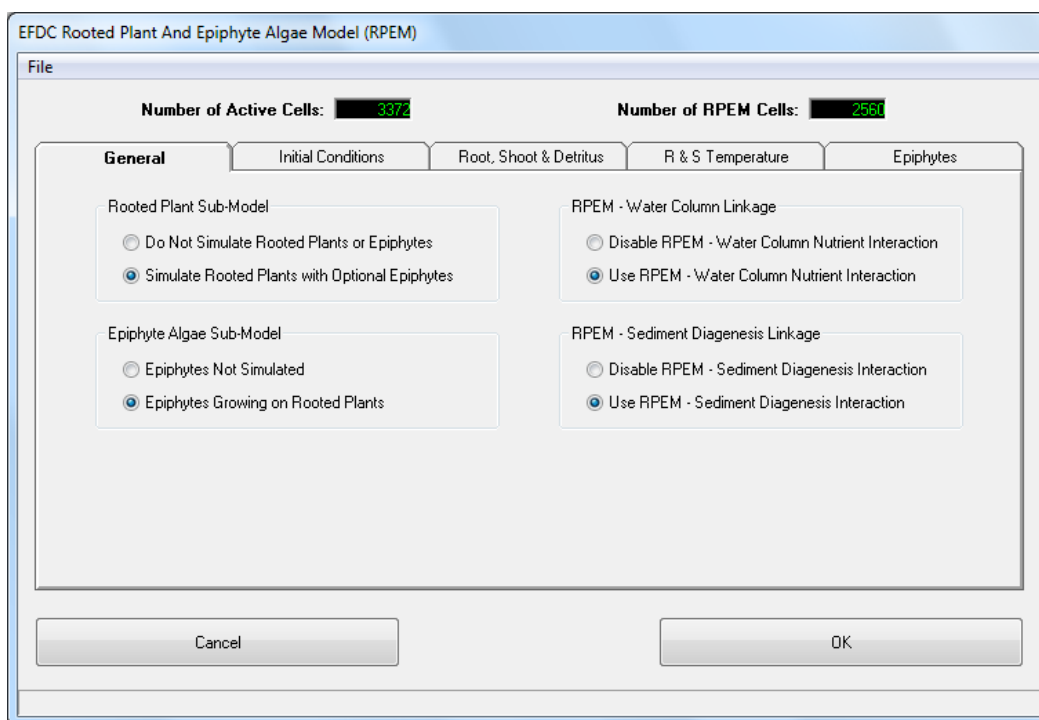 EFDC Rooted Plant And Epiphyte Algae Model (RPEM)
File
Number of Active Cells: 3372 Number of RPEM Cells: 2560
General Initial Conditions Root, Shoot & Detritus R & S Temperature Epiphytes
Rooted Plant Sub-Model
Do Not Simulate Rooted Plants or Epiphytes
Simulate Rooted Plants with Optional Epiphytes
RPEM - Water Column Linkage
Disable RPEM - Water Column Nutrient Interaction
Use RPEM - Water Column Nutrient Interaction
Epiphyte Algae Sub-Model
Epiphytes Not Simulated
Epiphytes Growing on Rooted Plants
RPEM - Sediment Diagenesis Linkage
Disable RPEM - Sediment Diagenesis Interaction
Use RPEM - Sediment Diagenesis Interaction
Cancel OK